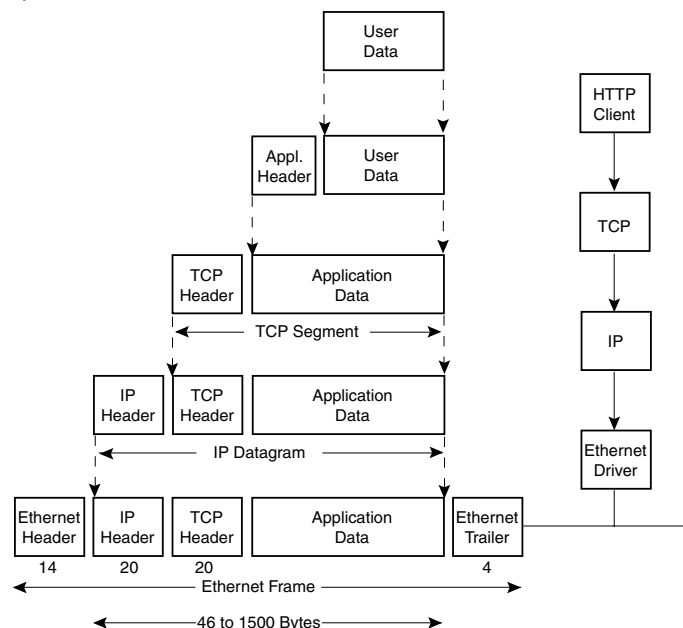 User
Data
HTTP
Client
Appl.
Header
User
Data
TCP
TCP
Header
Application
Data
TCP Segment
IP
IP
Header
TCP
Header
Application
Data
IP Datagram
Ethernet
Driver
Ethernet
Header
IP
Header
TCP
Header
Application
Data
Ethernet
Trailer
14
20
20
4
Ethernet Frame
46 to 1500 Bytes